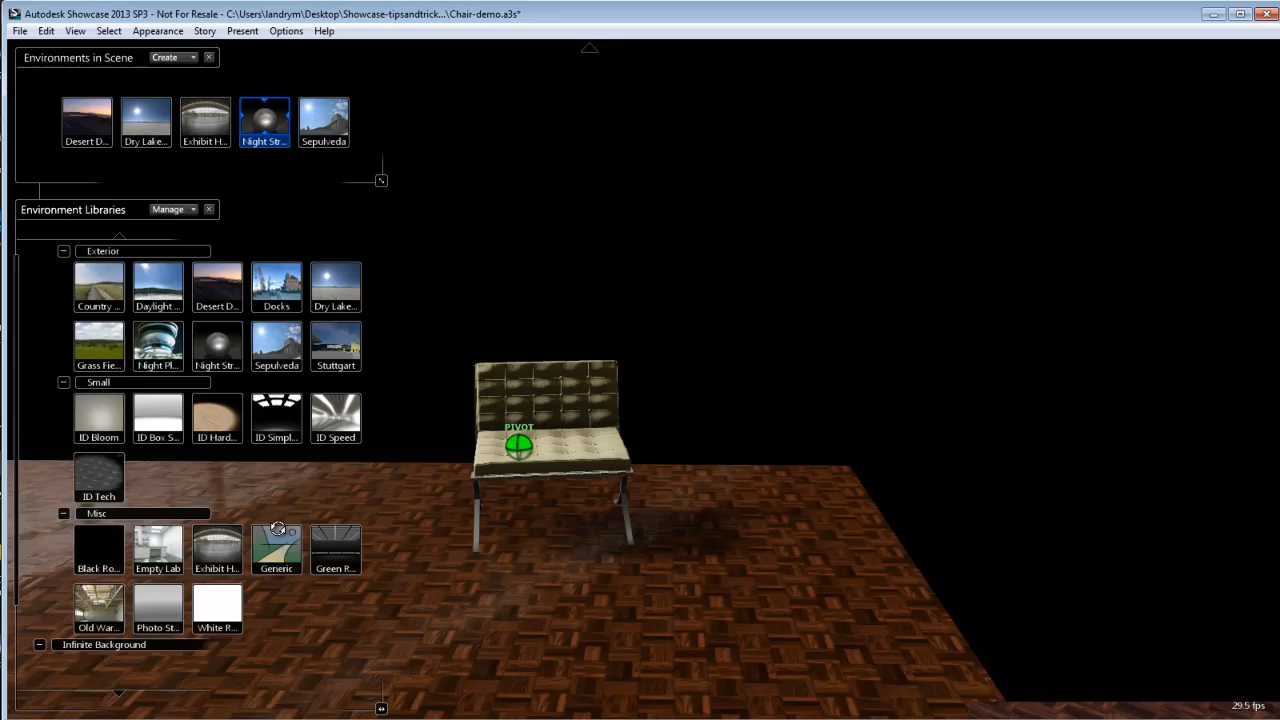 Autodesk Showcase 2013 SP3 - Not For Resale - C:\Users\landrym\Desktop\Showcase-tipsandtrick...\Chair-demo.a3s*
File Edit View Select Appearance Story Present Options Help
Environments in Scene Create
Desert D... Dry Lake... Exhibit H... Night Str... Sepulveda
Environment Libraries Manage
Exterior
Country ... Daylight ... Desert D... Docks Dry Lake...
Grass Fie... Night Pl... Night Str... Sepulveda Stuttgart
Small
ID Bloom ID Box S... ID Hard... ID Simpl... ID Speed
ID Tech
Misc
Black Ro... Empty Lab Exhibit H... Generic Green R...
Old War... Photo St... White R...
Infinite Background
PIVOT
29.5 fps